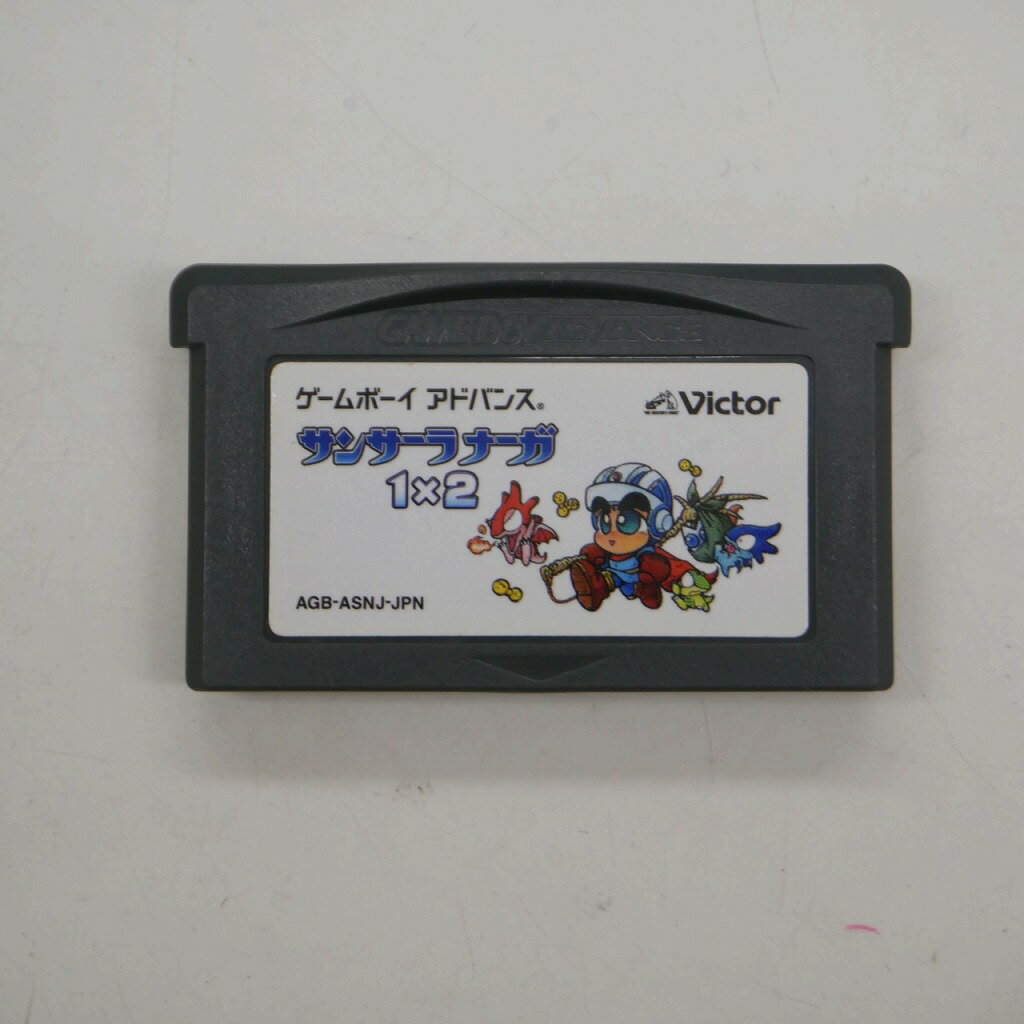 GAME BOY ADVANCE
ゲームボーイ アドバンス®
Victor
サンサーラナーガ
1×2
AGB-ASNJ-JPN